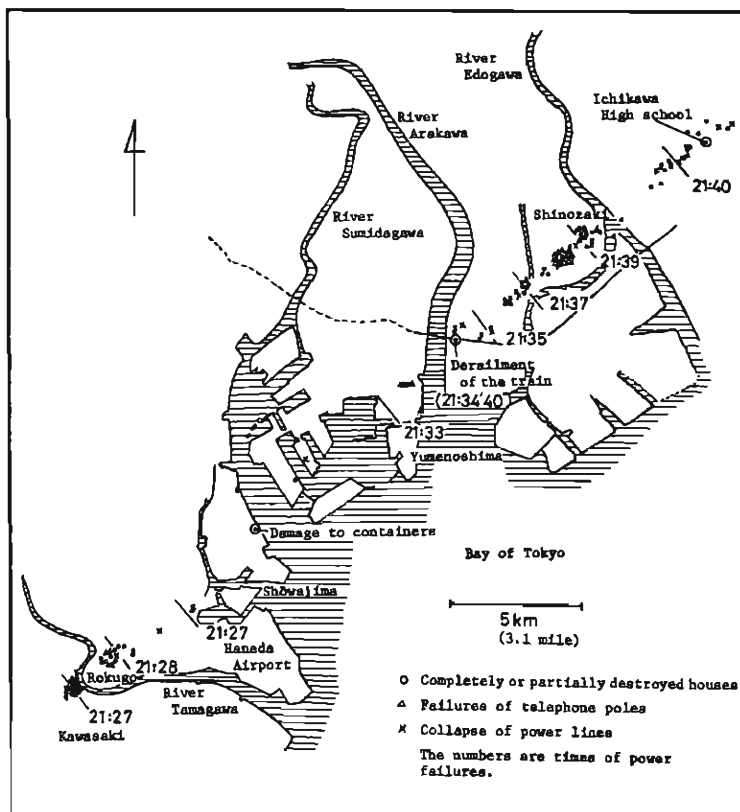 River
Edogawa
Ichikawa
High school
River
Arakawa
21:40
River
Sumidagawa
Shinozaki
21:39
21:37
21:35
Derailment
of the train
(21:34'40")
21:33
Yumenoshima
Damage to containers
Bay of Tokyo
Shōwajima
5km
(3.1 mile)
21:27
Hanada
Airport
21:28
Rokugo
River
Tamagawa
21:27
Kawasaki
Completely or partially destroyed houses
Failures of telephone poles
Collapse of power lines
The numbers are times of power
failures.